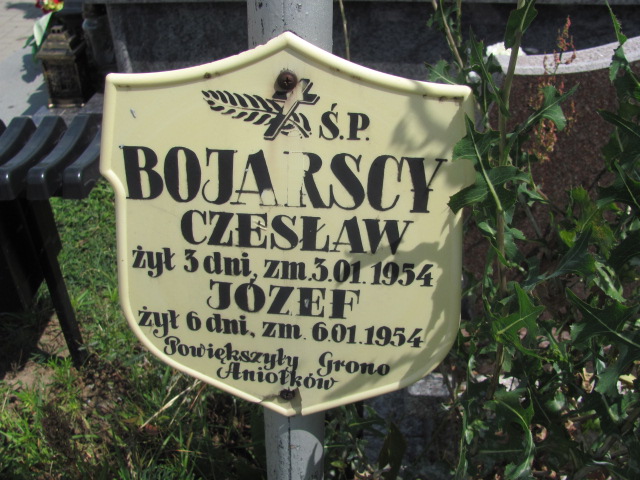 Ś.P.
BOJARSCY
CZESŁAW
żył 3 dni, zm. 3.01.1954
JÓZEF
żył 6 dni, zm. 6.01.1954
Powiększyły Grono
Aniołków